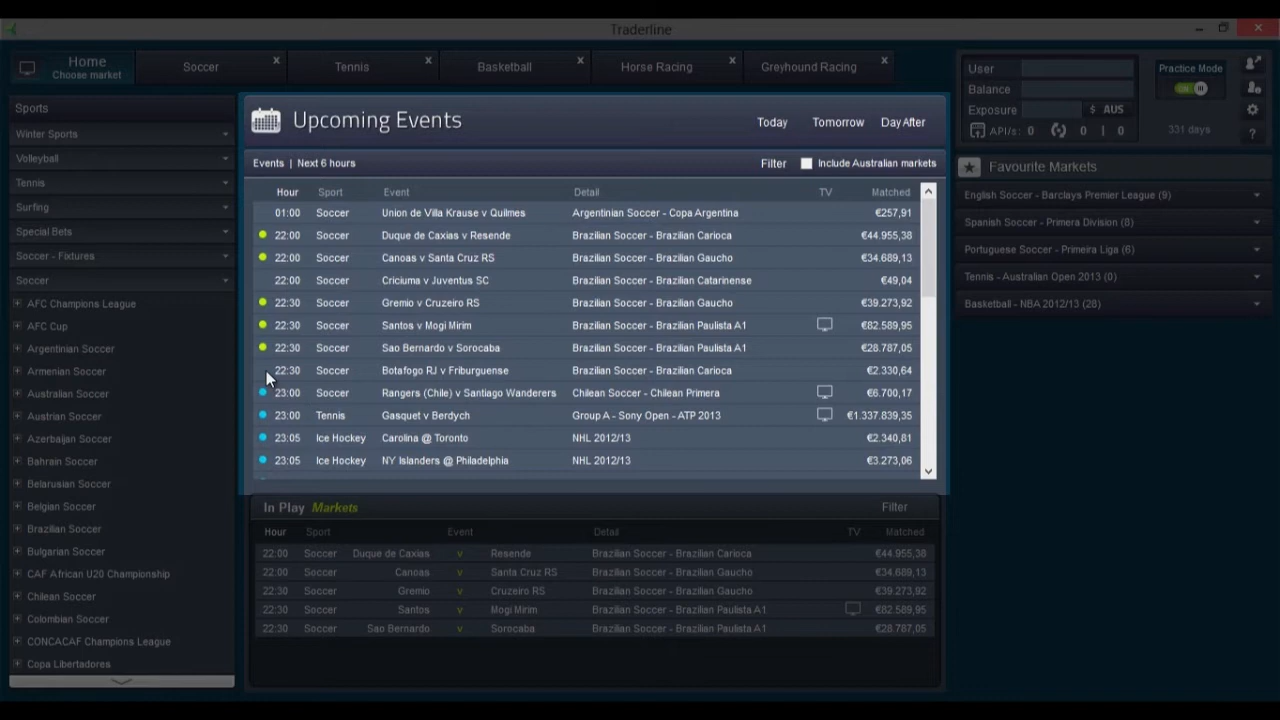 Traderline
Home
Choose market
Soccer
Tennis
Basketball
Horse Racing
Greyhound Racing
User
Balance
Exposure $ AUS
API/s: 0 0 | 0
Practice Mode
331 days
?
Sports
Winter Sports
Volleyball
Tennis
Surfing
Special Bets
Soccer - Fixtures
Soccer
AFC Champions League
AFC Cup
Argentinian Soccer
Armenian Soccer
Australian Soccer
Austrian Soccer
Azerbaijan Soccer
Bahrain Soccer
Belarusian Soccer
Belgian Soccer
Brazilian Soccer
Bulgarian Soccer
CAF African U20 Championship
Chilean Soccer
Colombian Soccer
CONCACAF Champions League
Copa Libertadores
Upcoming Events Today Tomorrow DayAfter
Events | Next 6 hours Filter Include Australian markets
Hour Sport Event Detail TV Matched
01:00 Soccer Union de Villa Krause v Quilmes Argentinian Soccer - Copa Argentina €257,91
22:00 Soccer Duque de Caxias v Resende Brazilian Soccer - Brazilian Carioca €44.955,38
22:00 Soccer Canoas v Santa Cruz RS Brazilian Soccer - Brazilian Gaucho €34.689,13
22:00 Soccer Criciuma v Juventus SC Brazilian Soccer - Brazilian Catarinense €49,04
22:30 Soccer Gremio v Cruzeiro RS Brazilian Soccer - Brazilian Gaucho €39.273,92
22:30 Soccer Santos v Mogi Mirim Brazilian Soccer - Brazilian Paulista A1 €82.589,95
22:30 Soccer Sao Bernardo v Sorocaba Brazilian Soccer - Brazilian Paulista A1 €28.787,05
22:30 Soccer Botafogo RJ v Friburguense Brazilian Soccer - Brazilian Carioca €2.330,64
23:00 Soccer Rangers (Chile) v Santiago Wanderers Chilean Soccer - Chilean Primera €6.700,17
23:00 Tennis Gasquet v Berdych Group A - Sony Open - ATP 2013 €1.337.839,35
23:05 Ice Hockey Carolina @ Toronto NHL 2012/13 €2.340,81
23:05 Ice Hockey NY Islanders @ Philadelphia NHL 2012/13 €3.273,06
In Play Markets Filter
Hour Sport Event Detail TV Matched
22:00 Soccer Duque de Caxias v Resende Brazilian Soccer - Brazilian Carioca €44.955,38
22:00 Soccer Canoas v Santa Cruz RS Brazilian Soccer - Brazilian Gaucho €34.689,13
22:30 Soccer Gremio v Cruzeiro RS Brazilian Soccer - Brazilian Gaucho €39.273,92
22:30 Soccer Santos v Mogi Mirim Brazilian Soccer - Brazilian Paulista A1 €82.589,95
22:30 Soccer Sao Bernardo v Sorocaba Brazilian Soccer - Brazilian Paulista A1 €28.787,05
Favourite Markets
English Soccer - Barclays Premier League (9)
Spanish Soccer - Primera Division (8)
Portuguese Soccer - Primeira Liga (6)
Tennis - Australian Open 2013 (0)
Basketball - NBA 2012/13 (28)